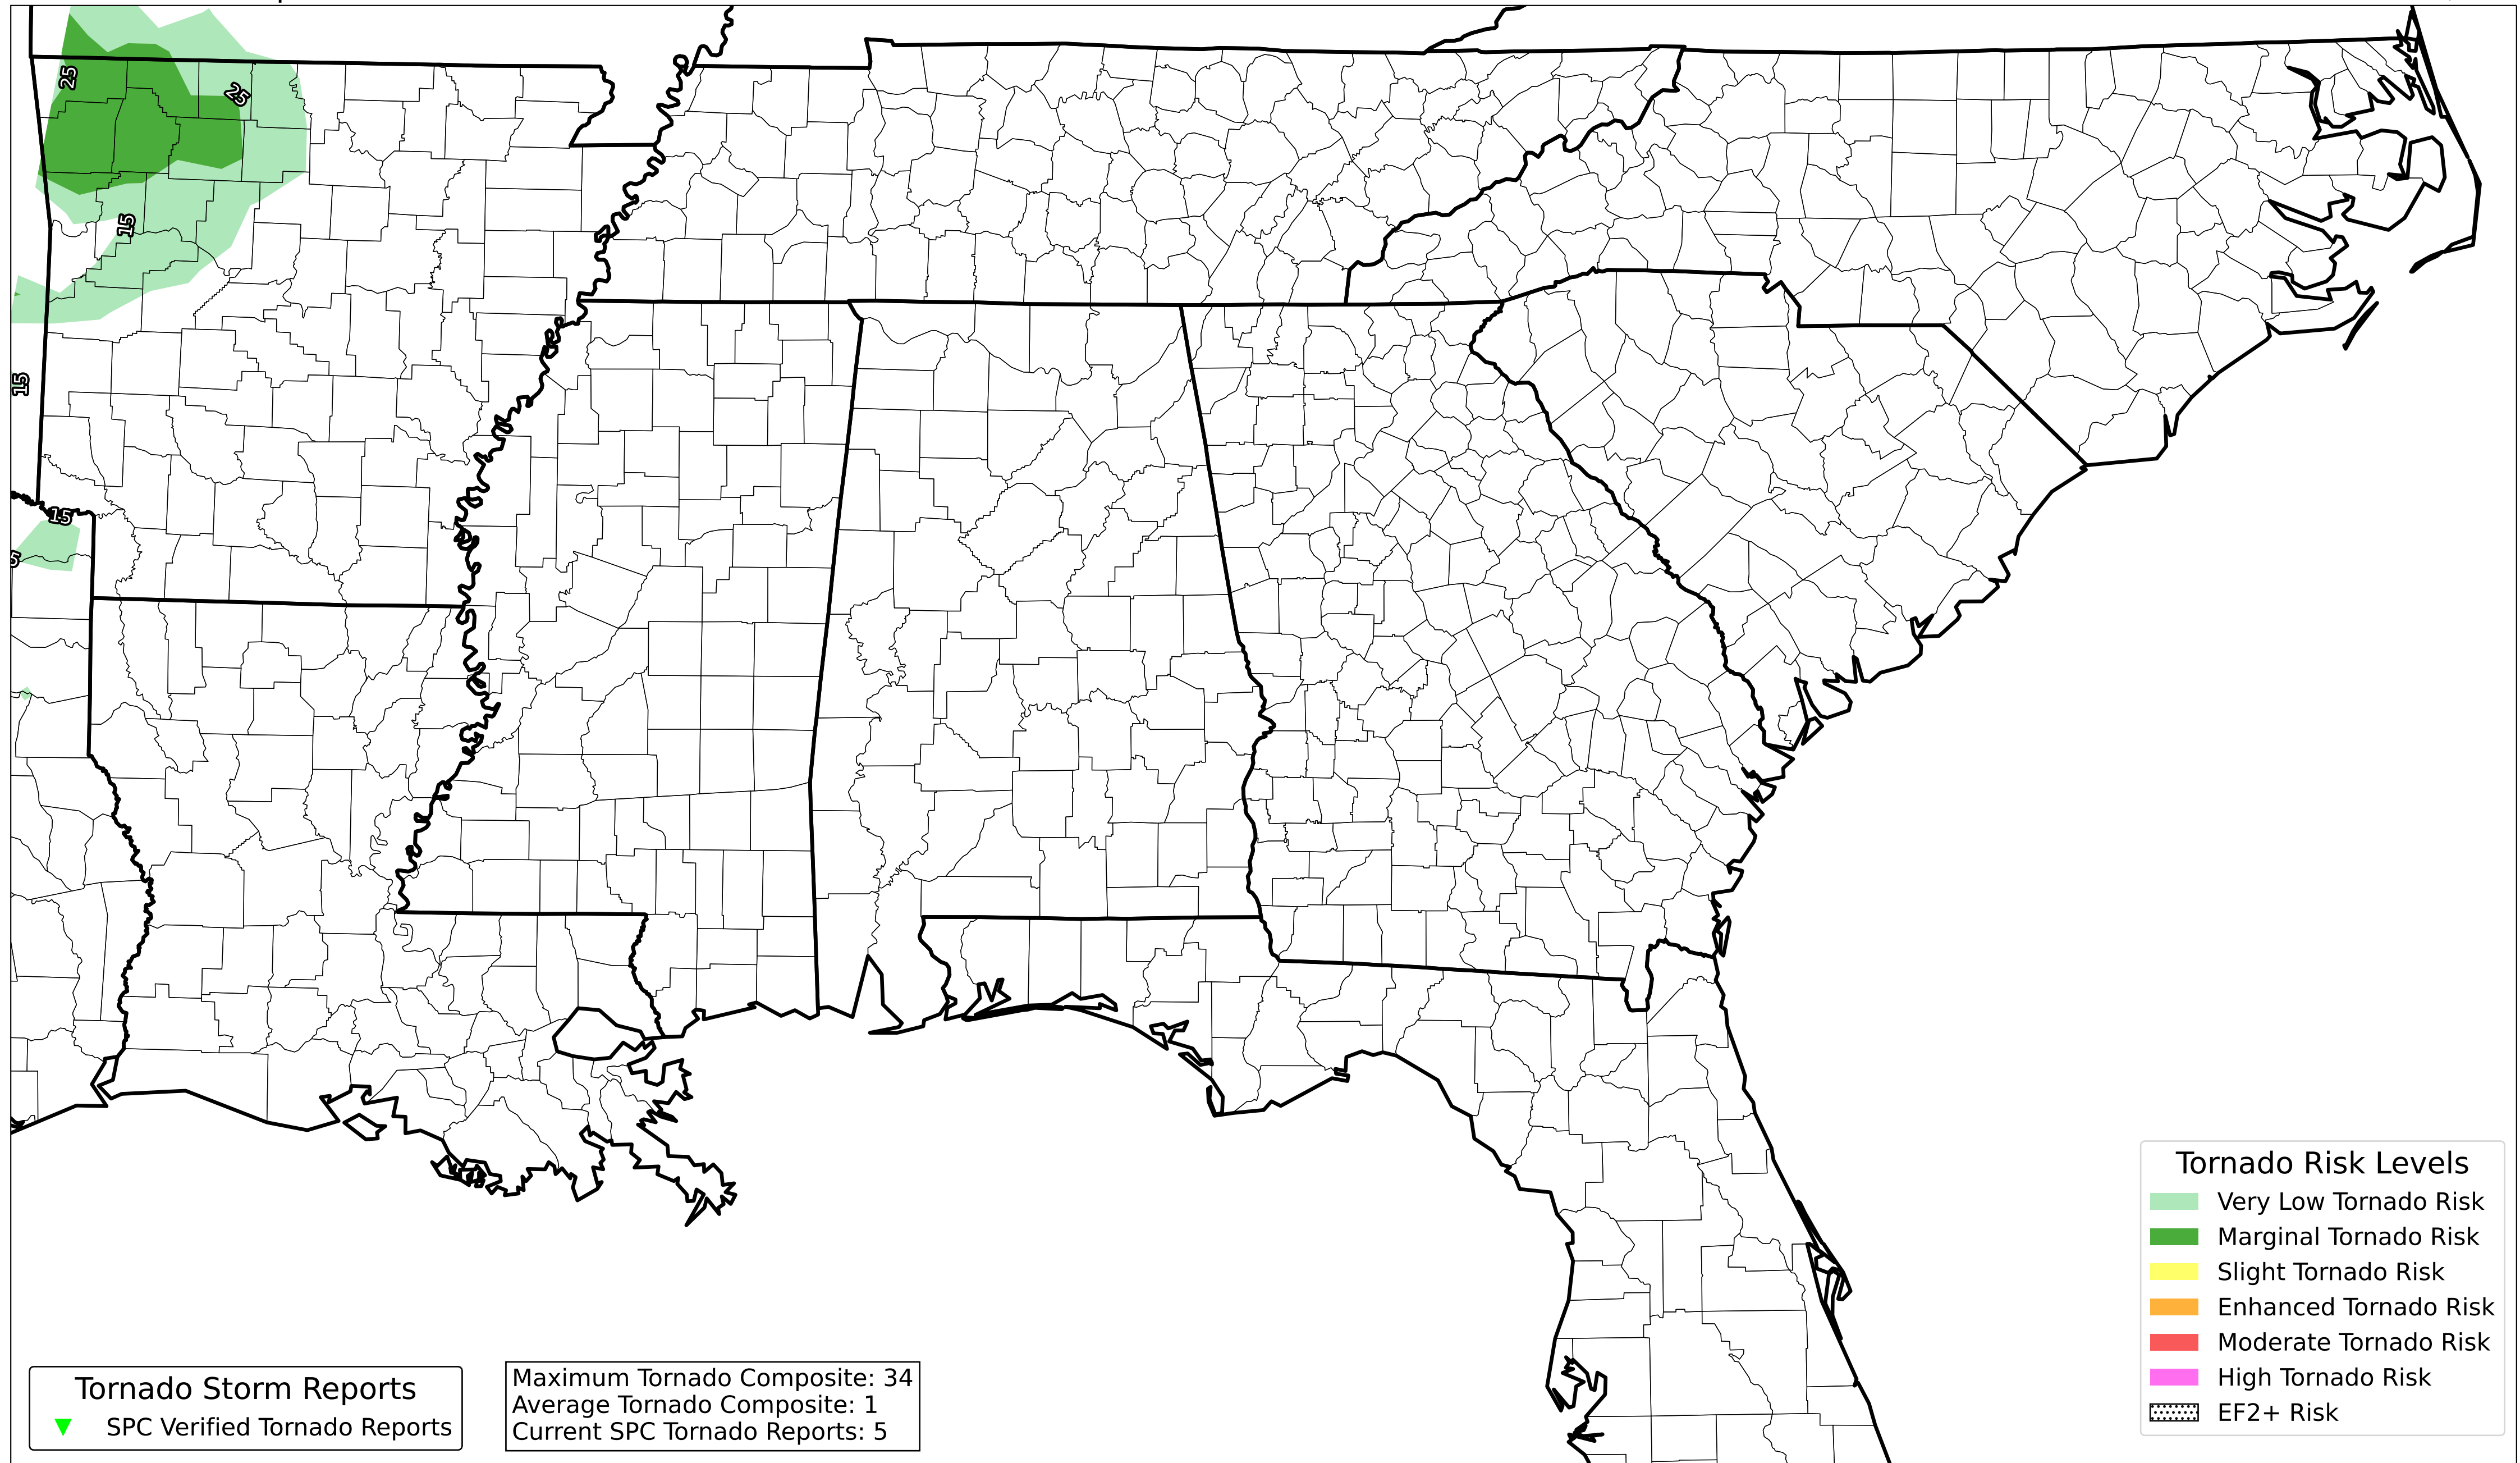 25
25
15
15
15
5
Tornado Risk Levels
Very Low Tornado Risk
Marginal Tornado Risk
Slight Tornado Risk
Enhanced Tornado Risk
Moderate Tornado Risk
High Tornado Risk
EF2+ Risk
Tornado Storm Reports
SPC Verified Tornado Reports
Maximum Tornado Composite: 34
Average Tornado Composite: 1
Current SPC Tornado Reports: 5